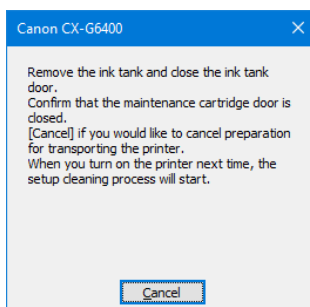 Canon CX-G6400
Remove the ink tank and close the ink tank
door.
Confirm that the maintenance cartridge door is
closed.
[Cancel] if you would like to cancel preparation
for transporting the printer.
When you turn on the printer next time, the
setup cleaning process will start.
Cancel